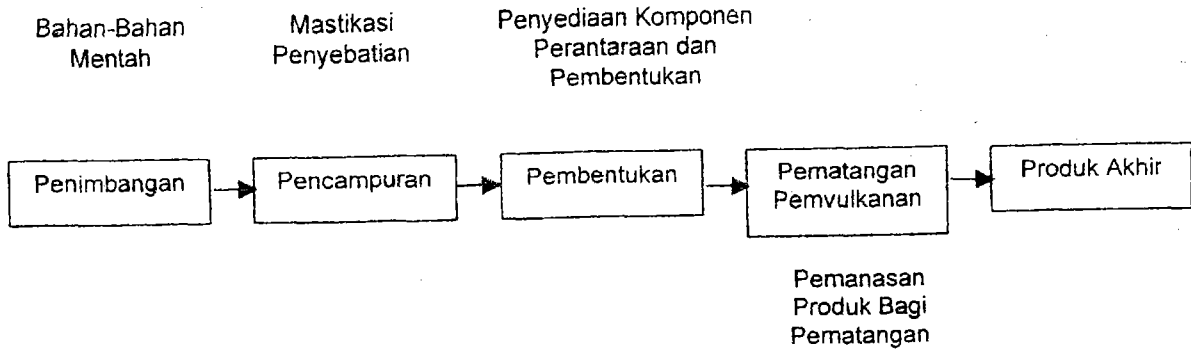 Bahan-Bahan
Mentah
Mastikasi
Penyebatian
Penyediaan Komponen
Perantaraan dan
Pembentukan
Penimbangan
Pencampuran
Pembentukan
Pematangan
Pemvulkanan
Produk Akhir
Pemanasan
Produk Bagi
Pematangan